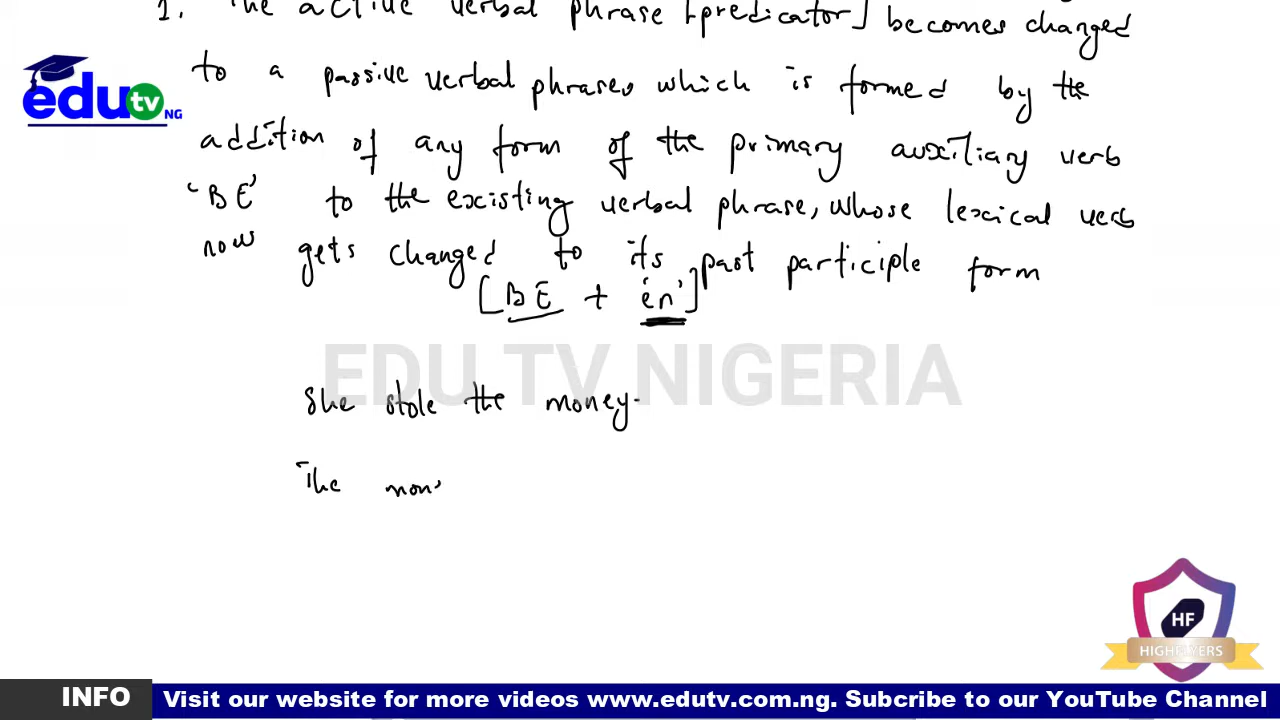 1. The active verbal phrase [predicator] becomes changed
to a passive verbal phrase, which is formed by the
addition of any form of the primary auxiliary verb
'BE' to the existing verbal phrase, whose lexical verb
now gets changed to its past participle form
[BE + 'en']
She stole the money.
The mon
edu tv NG
EDU TV NIGERIA
HF
HIGHFLYERS
INFO Visit our website for more videos www.edutv.com.ng. Subcribe to our YouTube Channel